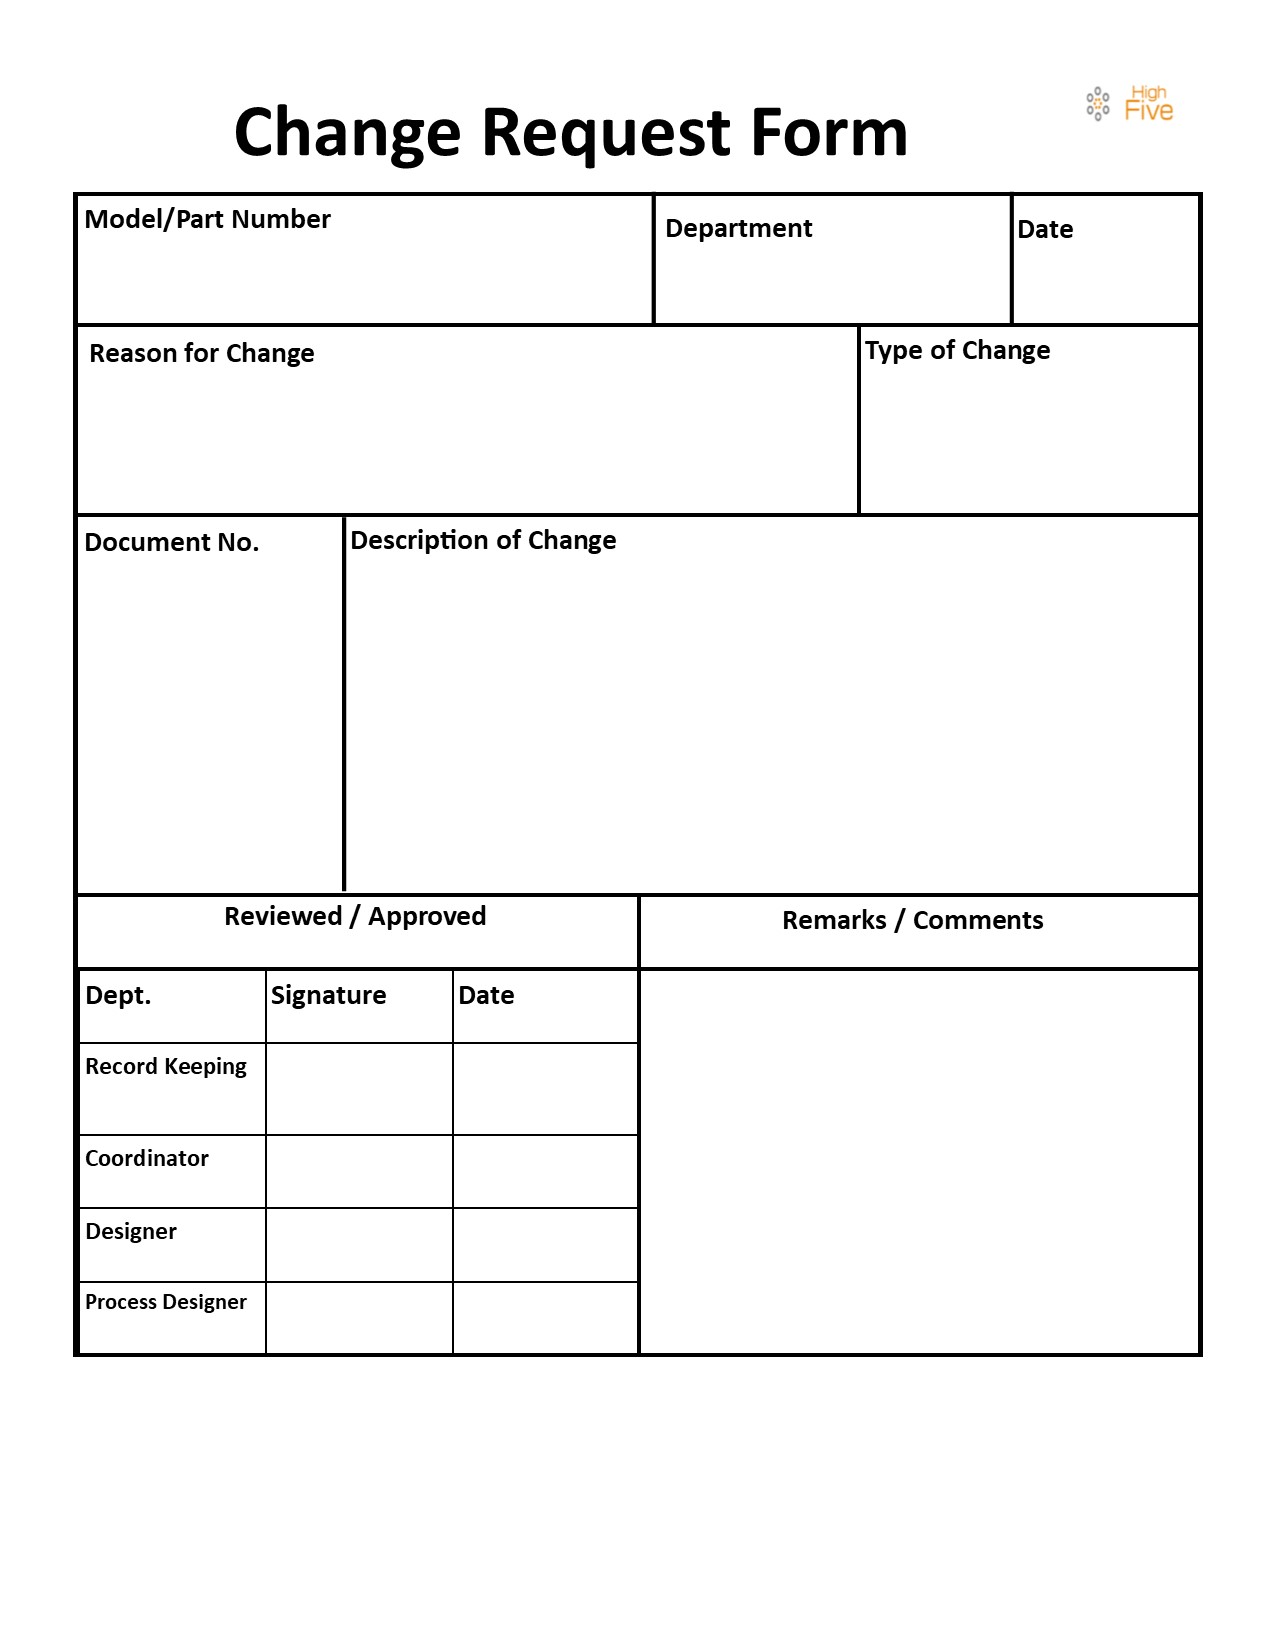 High
Five
Change Request Form
Model/Part Number
Department
Date
Reason for Change
Type of Change
Document No.
Description of Change
Reviewed / Approved
Remarks / Comments
Dept.
Signature
Date
Record Keeping
Coordinator
Designer
Process Designer